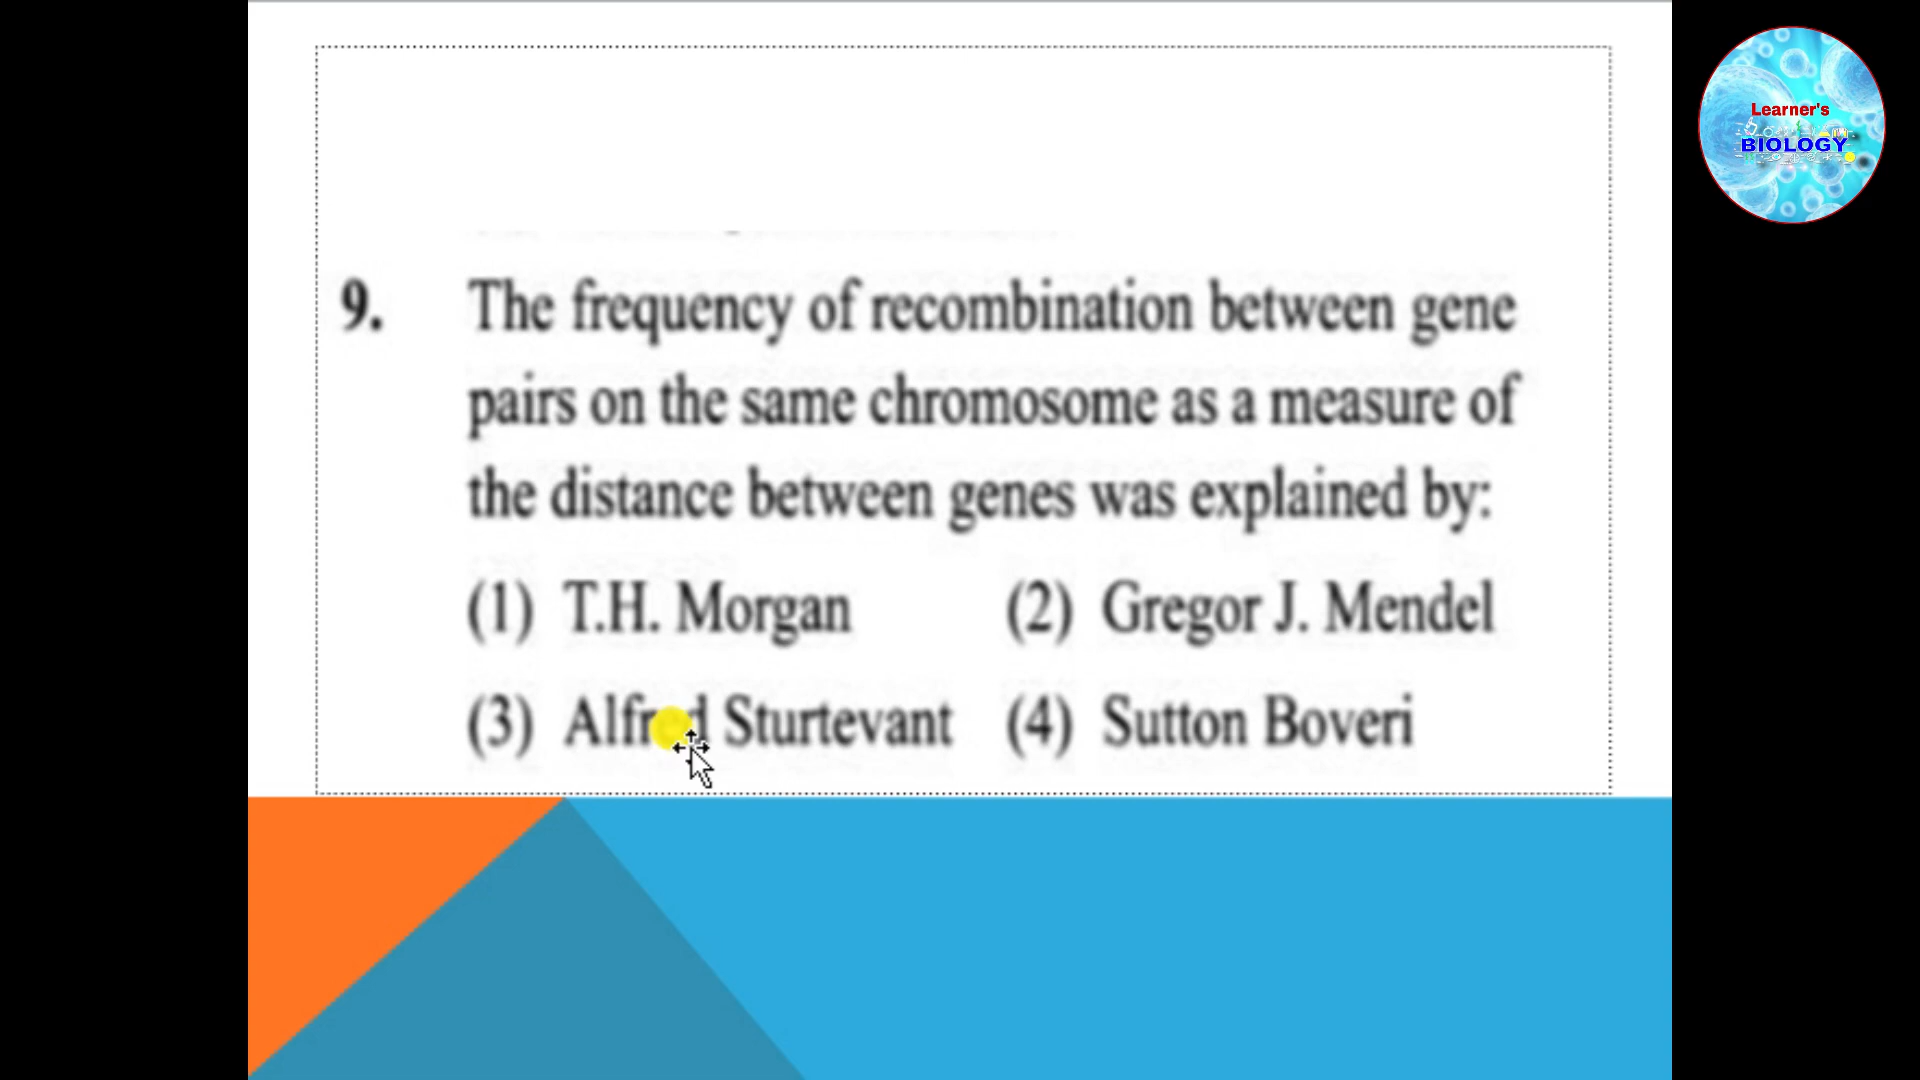 Learner's
BIOLOGY
9. The frequency of recombination between gene
pairs on the same chromosome as a measure of
the distance between genes was explained by:
(1) T.H. Morgan (2) Gregor J. Mendel
(3) Alfred Sturtevant (4) Sutton Boveri